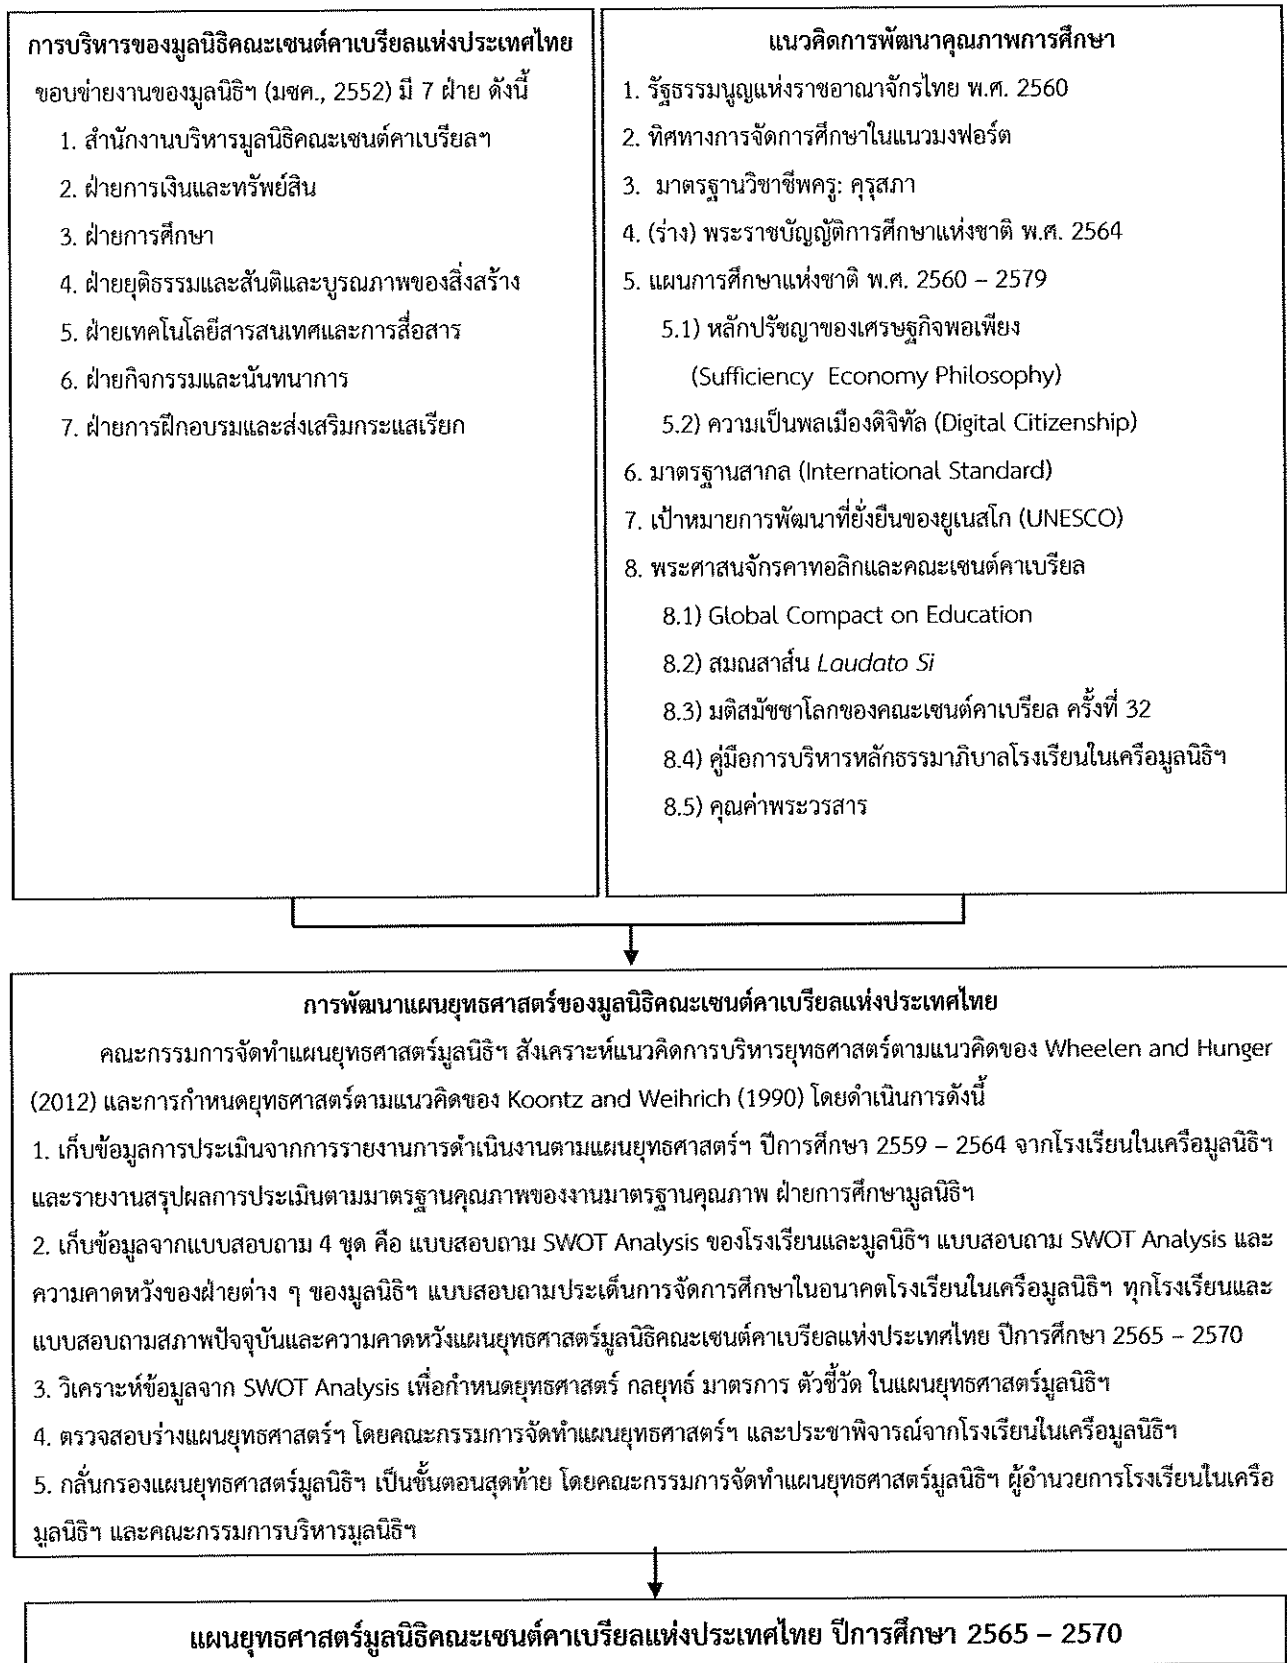 การบริหารของมูลนิธิคณะเซนต์คาเบรียลแห่งประเทศไทย
ขอบข่ายงานของมูลนิธิฯ (มซค., 2552) มี 7 ฝ่าย ดังนี้
1. สำนักงานบริหารมูลนิธิคณะเซนต์คาเบรียลฯ
2. ฝ่ายการเงินและทรัพย์สิน
3. ฝ่ายการศึกษา
4. ฝ่ายยุติธรรมและสันติและบูรณภาพของสิ่งสร้าง
5. ฝ่ายเทคโนโลยีสารสนเทศและการสื่อสาร
6. ฝ่ายกิจกรรมและนันทนาการ
7. ฝ่ายการฝึกอบรมและส่งเสริมกระแสเรียก
แนวคิดการพัฒนาคุณภาพการศึกษา
1. รัฐธรรมนูญแห่งราชอาณาจักรไทย พ.ศ. 2560
2. ทิศทางการจัดการศึกษาในแนวมงฟอร์ต
3. มาตรฐานวิชาชีพครู: คุรุสภา
4. (ร่าง) พระราชบัญญัติการศึกษาแห่งชาติ พ.ศ. 2564
5. แผนการศึกษาแห่งชาติ พ.ศ. 2560 – 2579
5.1) หลักปรัชญาของเศรษฐกิจพอเพียง
(Sufficiency Economy Philosophy)
5.2) ความเป็นพลเมืองดิจิทัล (Digital Citizenship)
6. มาตรฐานสากล (International Standard)
7. เป้าหมายการพัฒนาที่ยั่งยืนของยูเนสโก (UNESCO)
8. พระศาสนจักรคาทอลิกและคณะเซนต์คาเบรียล
8.1) Global Compact on Education
8.2) สมณสาส์น Laudato Si
8.3) มติสมัชชาโลกของคณะเซนต์คาเบรียล ครั้งที่ 32
8.4) คู่มือการบริหารหลักธรรมาภิบาลโรงเรียนในเครือมูลนิธิฯ
8.5) คุณค่าพระวรสาร
การพัฒนาแผนยุทธศาสตร์ของมูลนิธิคณะเซนต์คาเบรียลแห่งประเทศไทย
คณะกรรมการจัดทำแผนยุทธศาสตร์มูลนิธิฯ สังเคราะห์แนวคิดการบริหารยุทธศาสตร์ตามแนวคิดของ Wheelen and Hunger
(2012) และการกำหนดยุทธศาสตร์ตามแนวคิดของ Koontz and Weihrich (1990) โดยดำเนินการดังนี้
1. เก็บข้อมูลการประเมินจากการรายงานการดำเนินงานตามแผนยุทธศาสตร์ฯ ปีการศึกษา 2559 – 2564 จากโรงเรียนในเครือมูลนิธิฯ
และรายงานสรุปผลการประเมินตามมาตรฐานคุณภาพของงานมาตรฐานคุณภาพ ฝ่ายการศึกษามูลนิธิฯ
2. เก็บข้อมูลจากแบบสอบถาม 4 ชุด คือ แบบสอบถาม SWOT Analysis ของโรงเรียนและมูลนิธิฯ แบบสอบถาม SWOT Analysis และ
ความคาดหวังของฝ่ายต่าง ๆ ของมูลนิธิฯ แบบสอบถามประเด็นการจัดการศึกษาในอนาคตโรงเรียนในเครือมูลนิธิฯ ทุกโรงเรียนและ
แบบสอบถามสภาพปัจจุบันและความคาดหวังแผนยุทธศาสตร์มูลนิธิคณะเซนต์คาเบรียลแห่งประเทศไทย ปีการศึกษา 2565 – 2570
3. วิเคราะห์ข้อมูลจาก SWOT Analysis เพื่อกำหนดยุทธศาสตร์ กลยุทธ์ มาตรการ ตัวชี้วัด ในแผนยุทธศาสตร์มูลนิธิฯ
4. ตรวจสอบร่างแผนยุทธศาสตร์ฯ โดยคณะกรรมการจัดทำแผนยุทธศาสตร์ฯ และประชาพิจารณ์จากโรงเรียนในเครือมูลนิธิฯ
5. กลั่นกรองแผนยุทธศาสตร์มูลนิธิฯ เป็นขั้นตอนสุดท้าย โดยคณะกรรมการจัดทำแผนยุทธศาสตร์มูลนิธิฯ ผู้อำนวยการโรงเรียนในเครือ
มูลนิธิฯ และคณะกรรมการบริหารมูลนิธิฯ
แผนยุทธศาสตร์มูลนิธิคณะเซนต์คาเบรียลแห่งประเทศไทย ปีการศึกษา 2565 – 2570